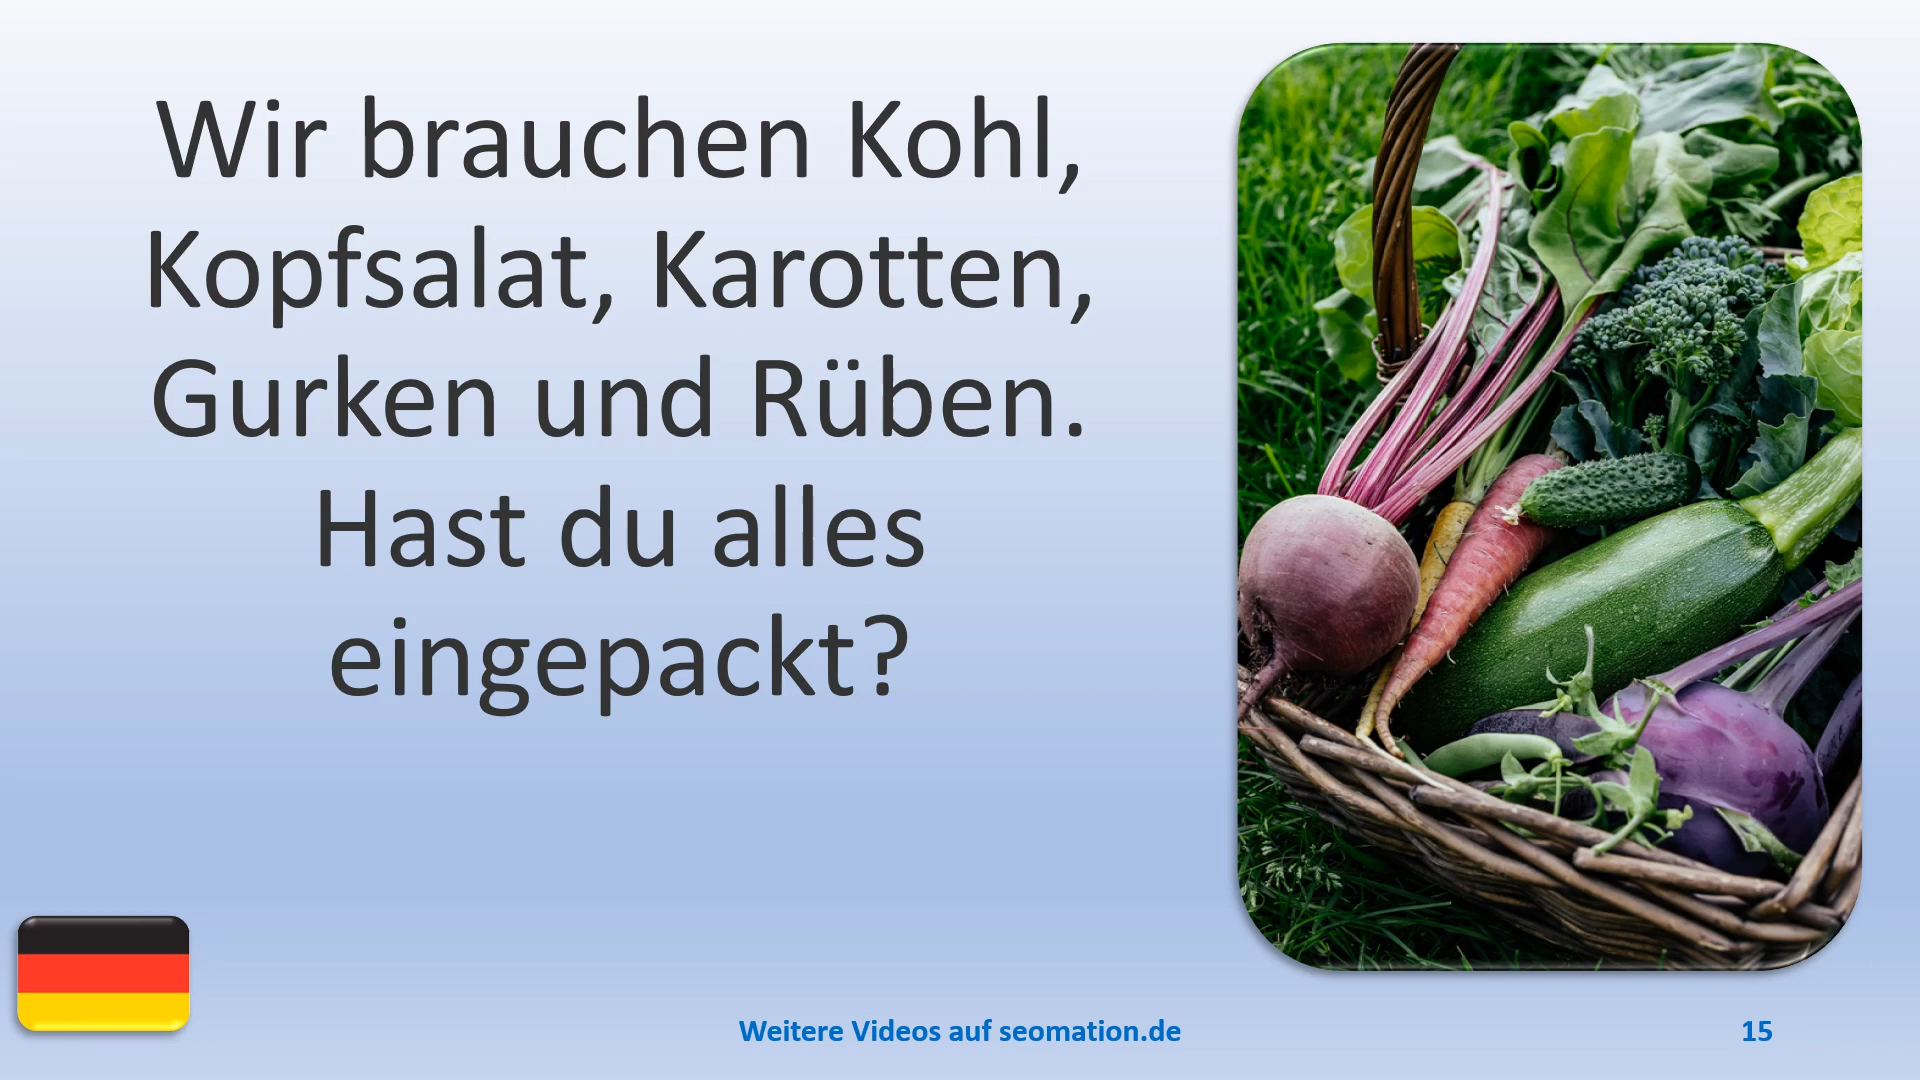 Wir brauchen Kohl,
Kopfsalat, Karotten,
Gurken und Rüben.
Hast du alles
eingepackt?
Weitere Videos auf seomation.de
15